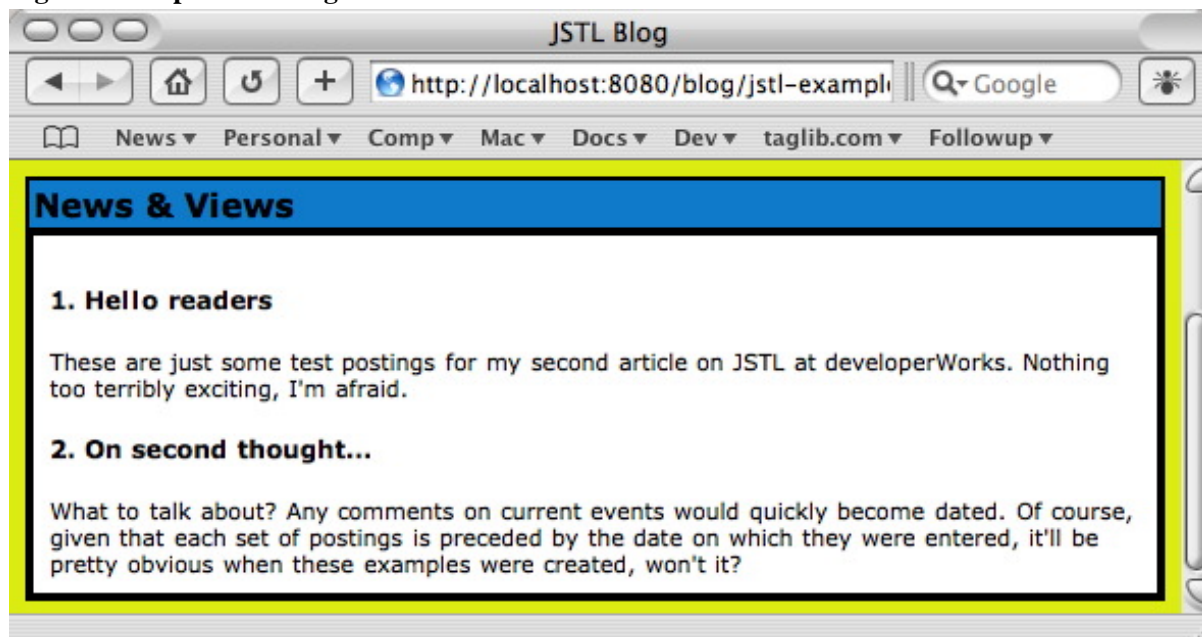 JSTL Blog
http://localhost:8080/blog/jstl-exampl
Google
News Personal Comp Mac Docs Dev taglib.com Followup
News & Views
1. Hello readers
These are just some test postings for my second article on JSTL at developerWorks. Nothing
too terribly exciting, I'm afraid.
2. On second thought...
What to talk about? Any comments on current events would quickly become dated. Of course,
given that each set of postings is preceded by the date on which they were entered, it'll be
pretty obvious when these examples were created, won't it?